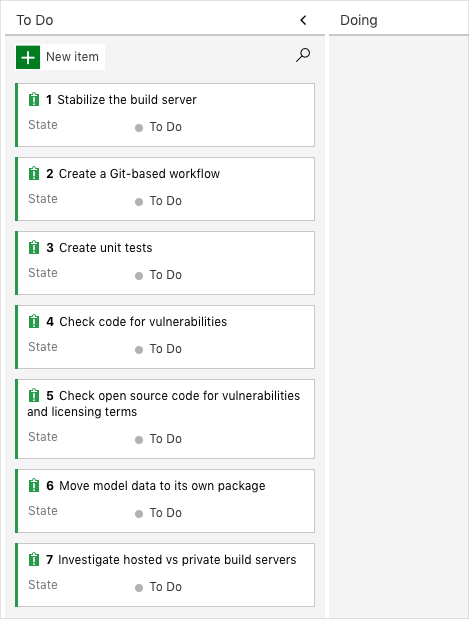 To Do
Doing
New item
1 Stabilize the build server
State To Do
2 Create a Git-based workflow
State To Do
3 Create unit tests
State To Do
4 Check code for vulnerabilities
State To Do
5 Check open source code for vulnerabilities
and licensing terms
State To Do
6 Move model data to its own package
State To Do
7 Investigate hosted vs private build servers
State To Do